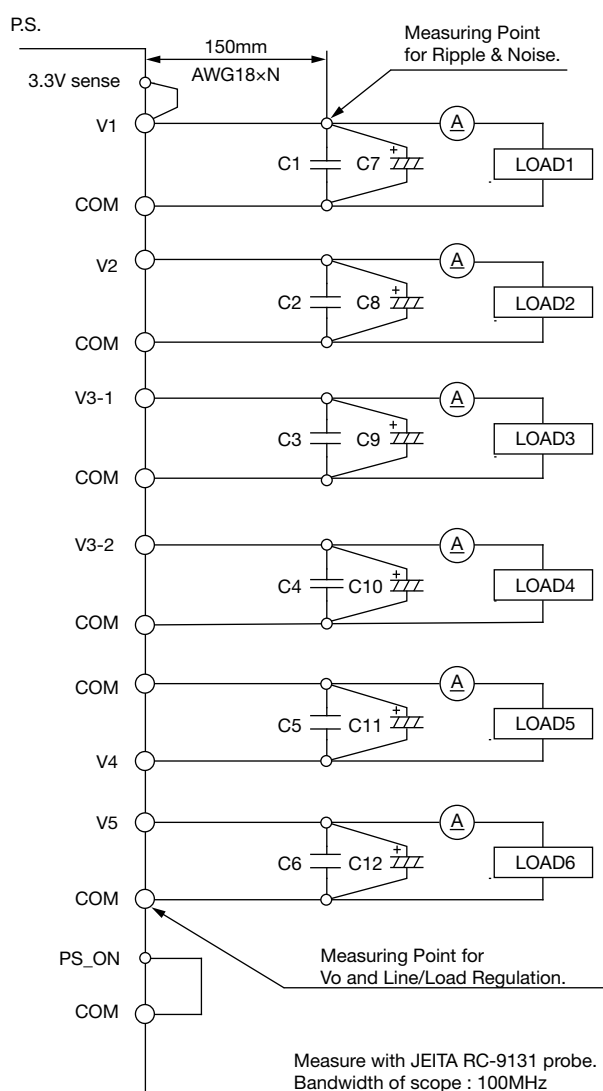 P.S.
Measuring Point
for Ripple & Noise.
150mm
AWG18×N
3.3V sense
V1
A
C1
C7
+
LOAD1
COM
V2
A
C2
C8
+
LOAD2
COM
V3-1
A
C3
C9
+
LOAD3
COM
V3-2
A
C4
C10
+
LOAD4
COM
COM
A
C5
C11
+
LOAD5
V4
V5
A
C6
C12
+
LOAD6
COM
PS_ON
COM
Measuring Point for
Vo and Line/Load Regulation.
Measure with JEITA RC-9131 probe.
Bandwidth of scope : 100MHz